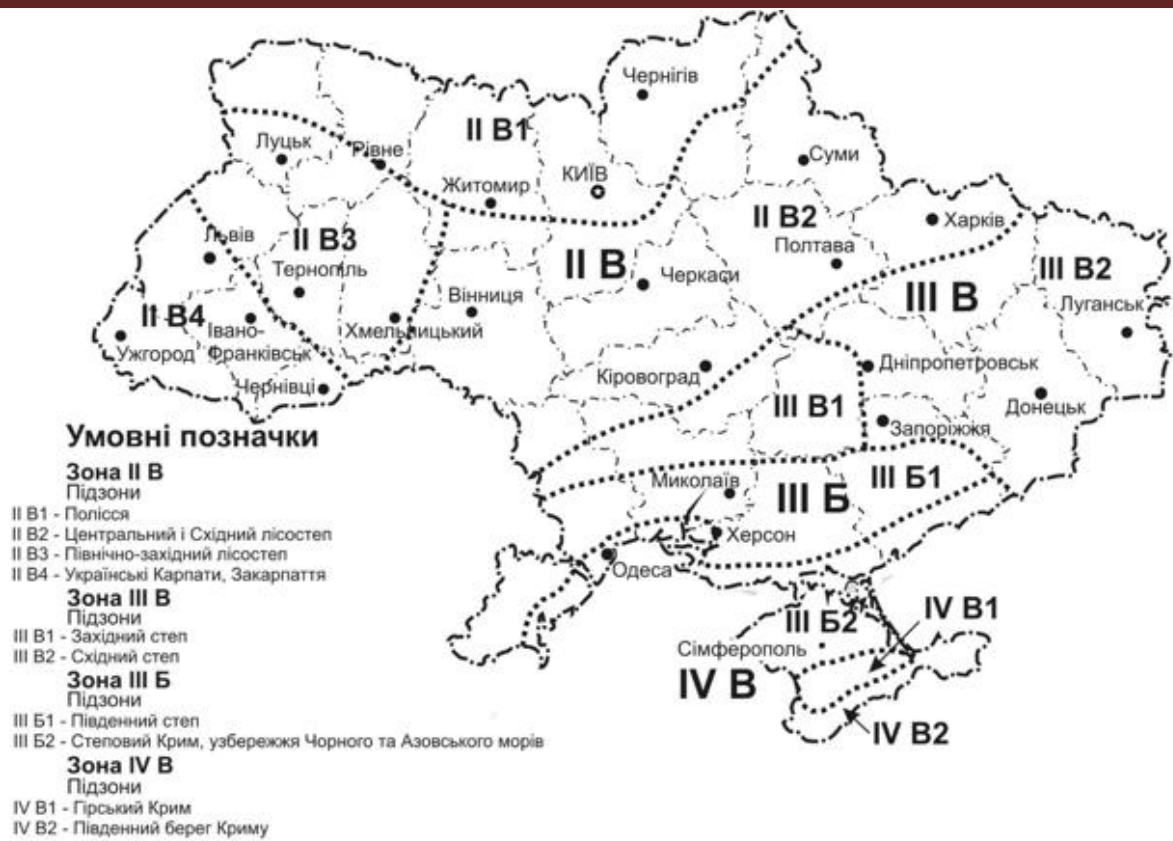 Чернігів
II В1
Луцьк
Рівне
Суми
Житомир
КИЇВ
II В2
Харків
Львів
II В3
Полтава
III В2
Тернопіль
II В
Черкаси
III В
Вінниця
Луганськ
II В4
Івано-
Франківськ
Хмельницький
Ужгород
Дніпропетровськ
Кіровоград
Чернівці
III В1
Донецьк
Запоріжжя
Миколаїв
III Б1
III Б
Херсон
Одеса
IV В1
III Б2
Сімферополь
IV В
IV В2
Умовні позначки
Зона II В
Підзони
II В1 - Полісся
II В2 - Центральний і Східний лісостеп
II В3 - Північно-західний лісостеп
II В4 - Українські Карпати, Закарпаття
Зона III В
Підзони
III В1 - Західний степ
III В2 - Східний степ
Зона III Б
Підзони
III Б1 - Південний степ
III Б2 - Степовий Крим, узбережжя Чорного та Азовського морів
Зона IV В
Підзони
IV В1 - Гірський Крим
IV В2 - Південний берег Криму